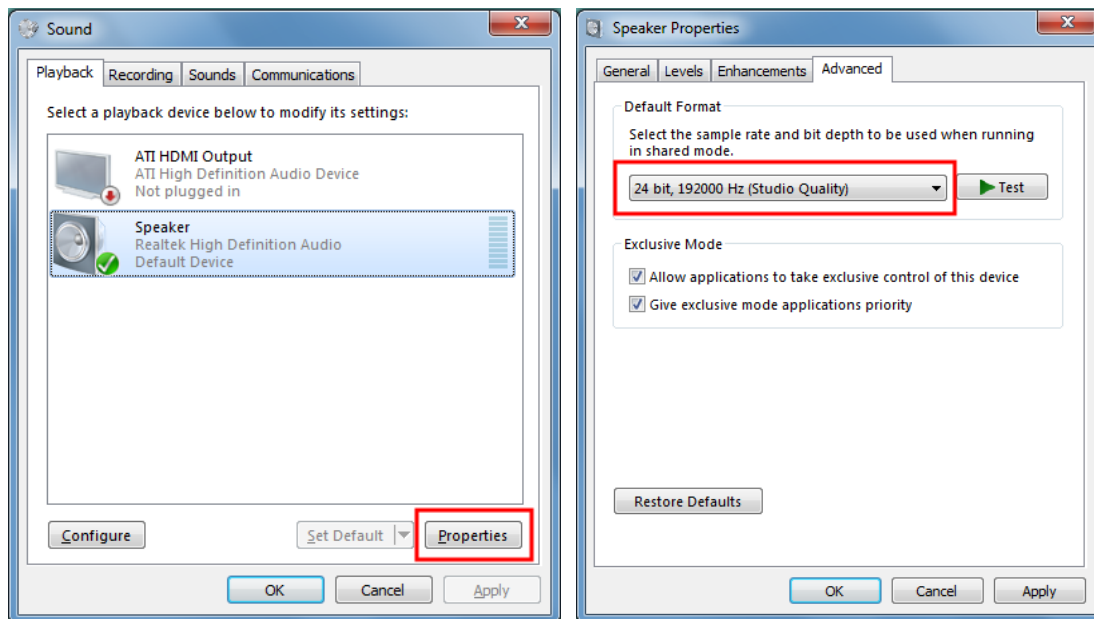 Sound
Playback Recording Sounds Communications
Select a playback device below to modify its settings:
ATI HDMI Output
ATI High Definition Audio Device
Not plugged in
Speaker
Realtek High Definition Audio
Default Device
Configure Set Default Properties
OK Cancel Apply
Speaker Properties
General Levels Enhancements Advanced
Default Format
Select the sample rate and bit depth to be used when running
in shared mode.
24 bit, 192000 Hz (Studio Quality) Test
Exclusive Mode
Allow applications to take exclusive control of this device
Give exclusive mode applications priority
Restore Defaults
OK Cancel Apply